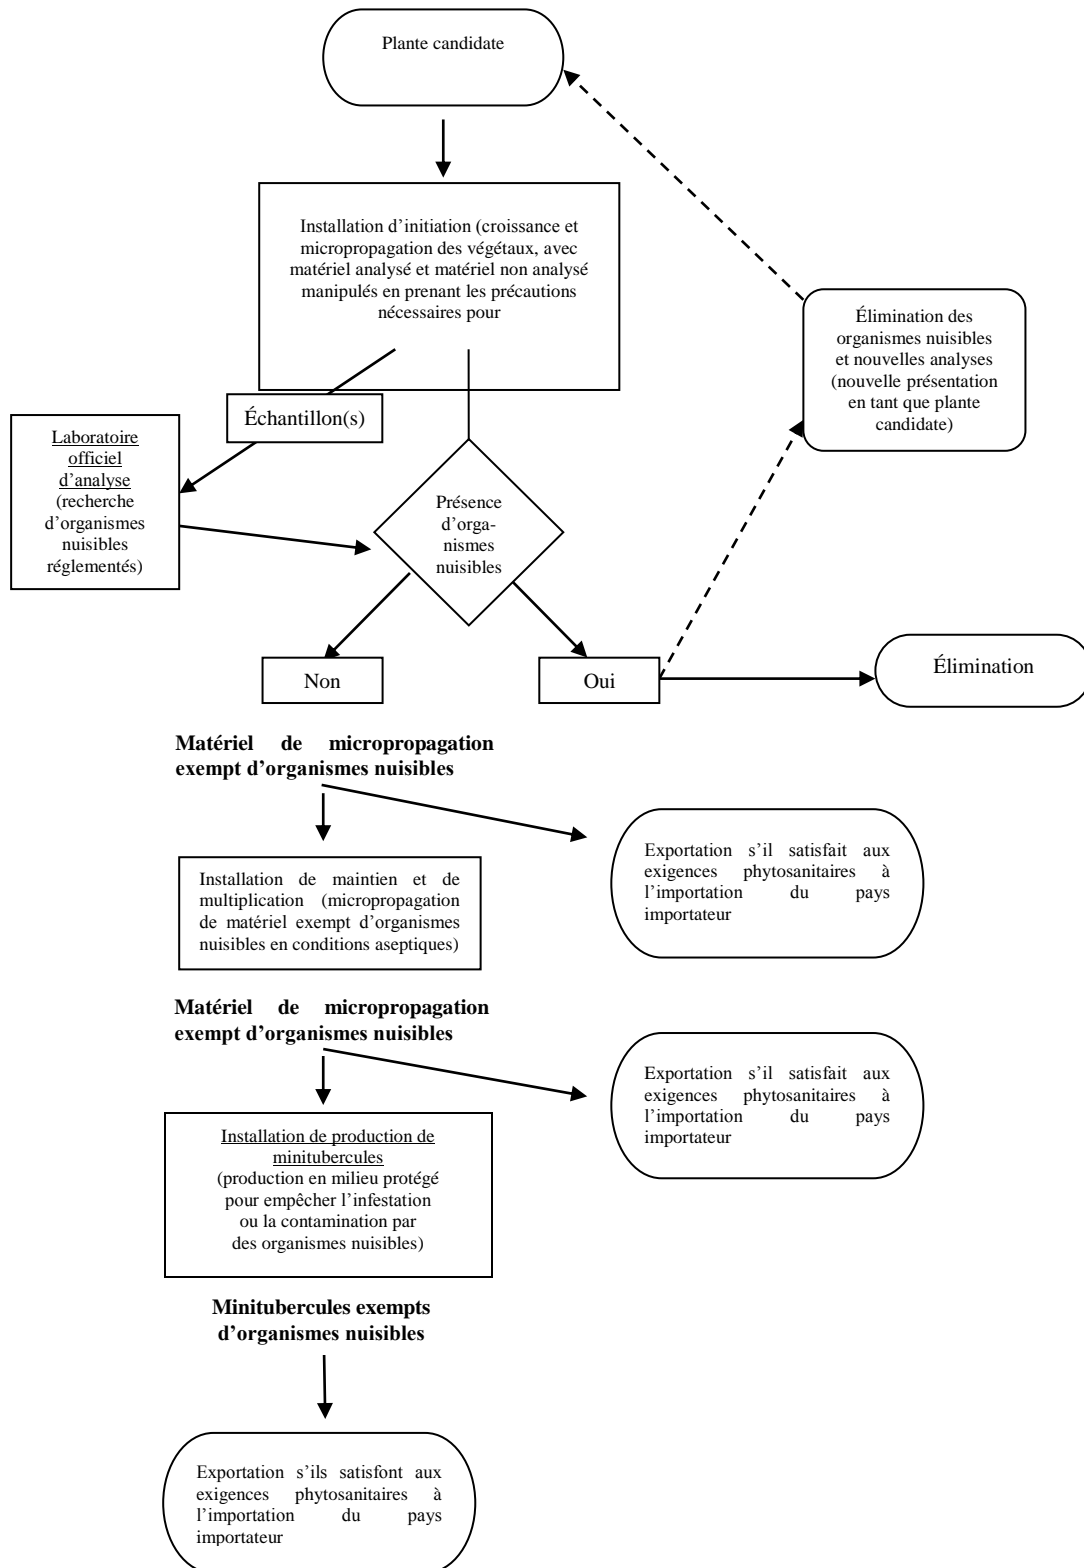 Plante candidate
Installation d’initiation (croissance et
micropropagation des végétaux, avec
matériel analysé et matériel non analysé
manipulés en prenant les précautions
nécessaires pour
Élimination des
organismes nuisibles
et nouvelles analyses
(nouvelle présentation
en tant que plante
candidate)
Échantillon(s)
Laboratoire
officiel
d’analyse
(recherche
d’organismes
nuisibles
réglementés)
Présence
d’orga-
nismes
nuisibles
Non
Oui
Élimination
Matériel de micropropagation
exempt d’organismes nuisibles
Installation de maintien et de
multiplication (micropropagation
de matériel exempt d’organismes
nuisibles en conditions aseptiques)
Exportation s’il satisfait aux
exigences phytosanitaires à
l’importation du pays
importateur
Matériel de micropropagation
exempt d’organismes nuisibles
Exportation s’il satisfait aux
exigences phytosanitaires à
l’importation du pays
importateur
Installation de production de
minitubercules
(production en milieu protégé
pour empêcher l’infestation
ou la contamination par
des organismes nuisibles)
Minitubercules exempts
d’organismes nuisibles
Exportation s’ils satisfont aux
exigences phytosanitaires à
l’importation du pays
importateur